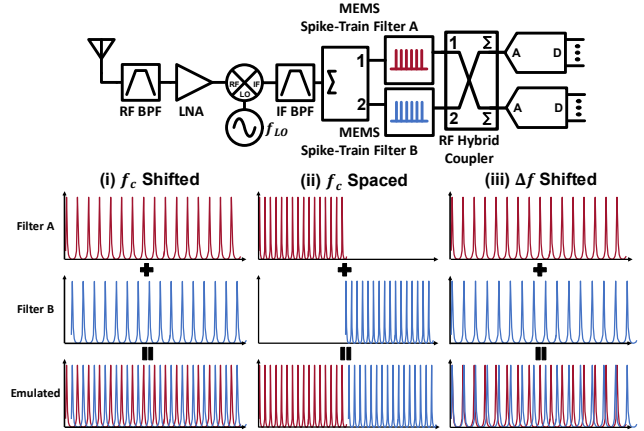 MEMS
Spike-Train Filter A
RF BPF
LNA
RF
IF
LO
f_LO
IF BPF
Σ
1
2
MEMS
Spike-Train Filter B
1
2
Σ
Σ
RF Hybrid
Coupler
A
D
A
D
(i) f_c Shifted
(ii) f_c Spaced
(iii) Δf Shifted
Filter A
Filter B
Emulated